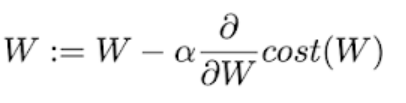 W := W − α ∂/∂W cost(W)